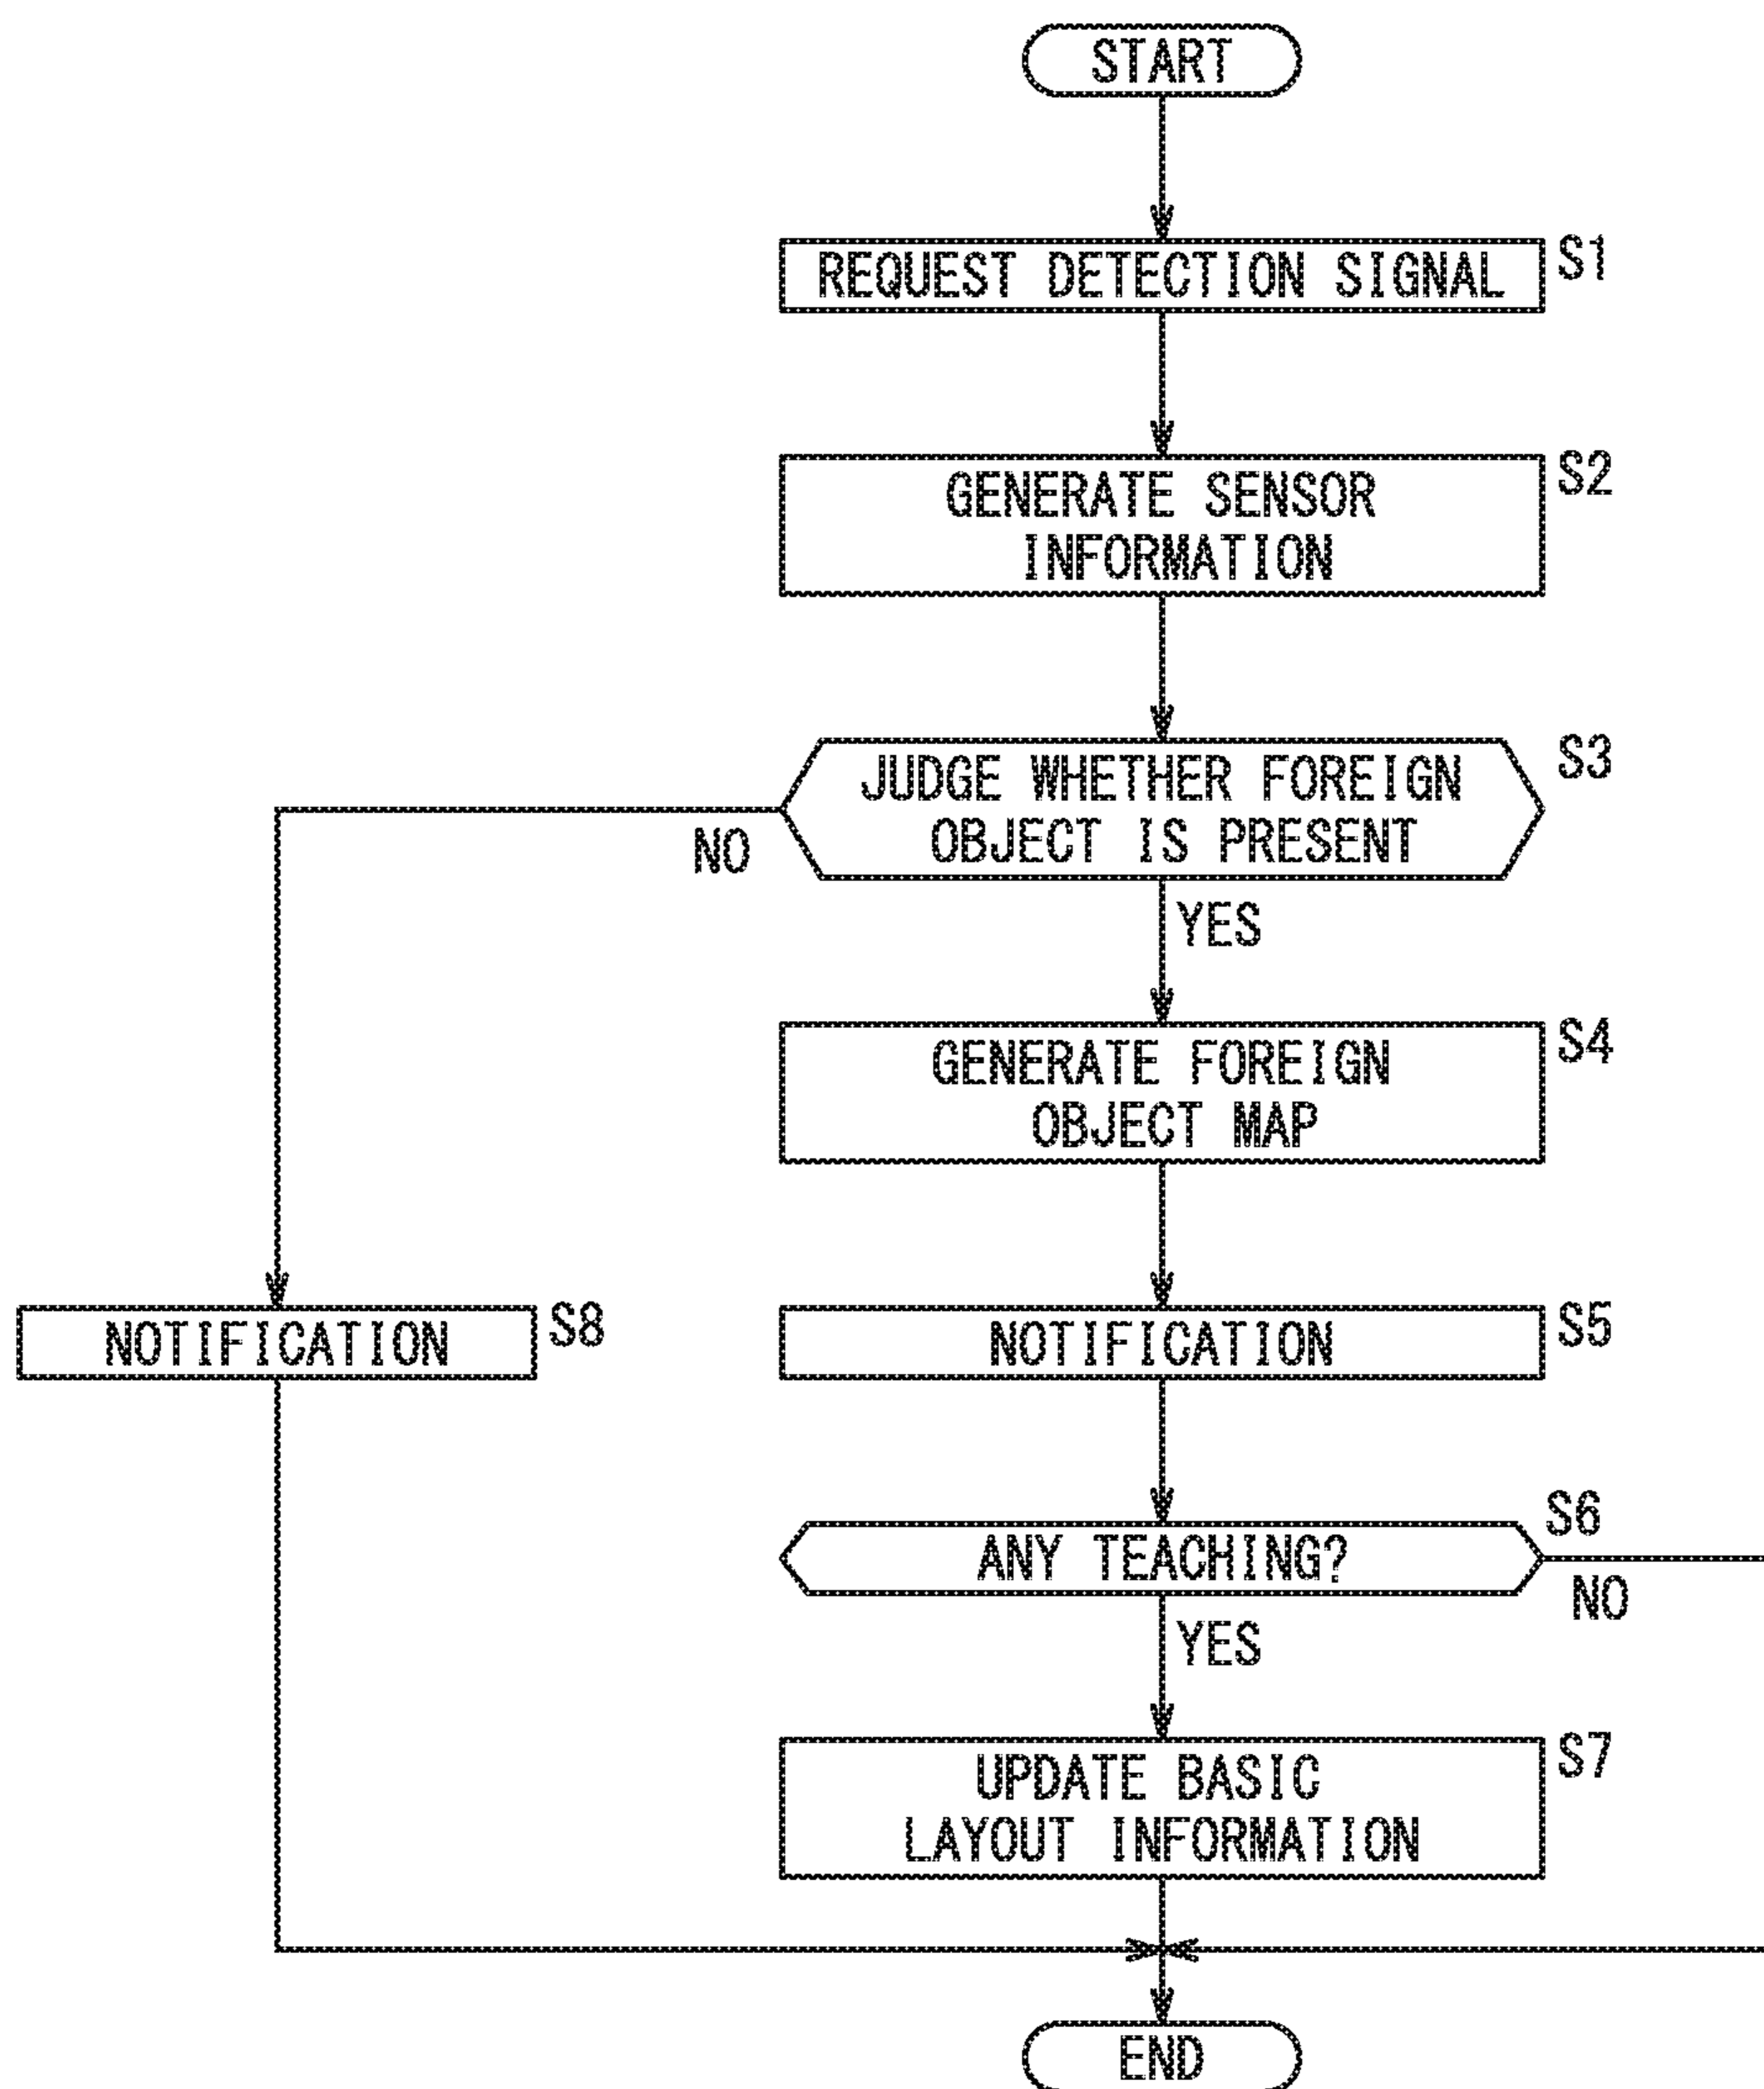 START
REQUEST DETECTION SIGNAL
S1
GENERATE SENSOR
INFORMATION
S2
JUDGE WHETHER FOREIGN
OBJECT IS PRESENT
S3
NO
YES
GENERATE FOREIGN
OBJECT MAP
S4
NOTIFICATION
S8
NOTIFICATION
S5
ANY TEACHING?
S6
NO
YES
UPDATE BASIC
LAYOUT INFORMATION
S7
END